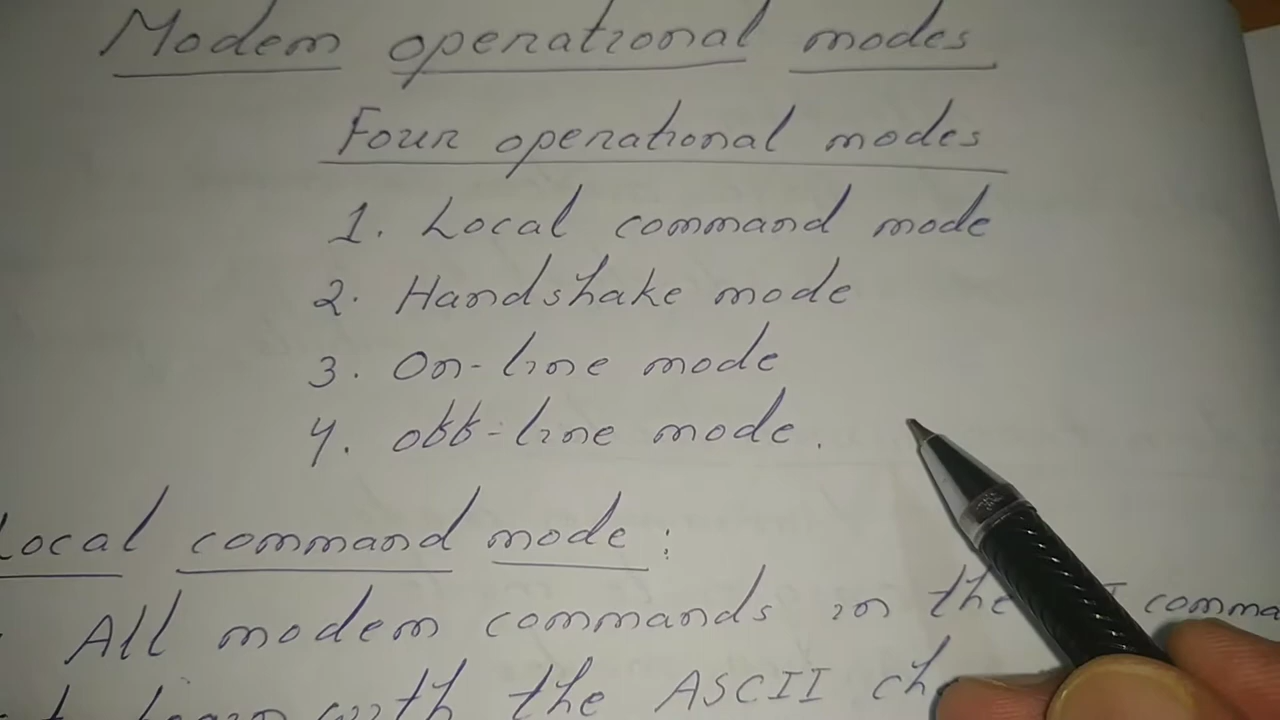 Modem operational modes
Four operational modes
1. Local command mode
2. Handshake mode
3. On-line mode
4. off-line mode.
Local command mode:
All modem commands in the
with the ASCII